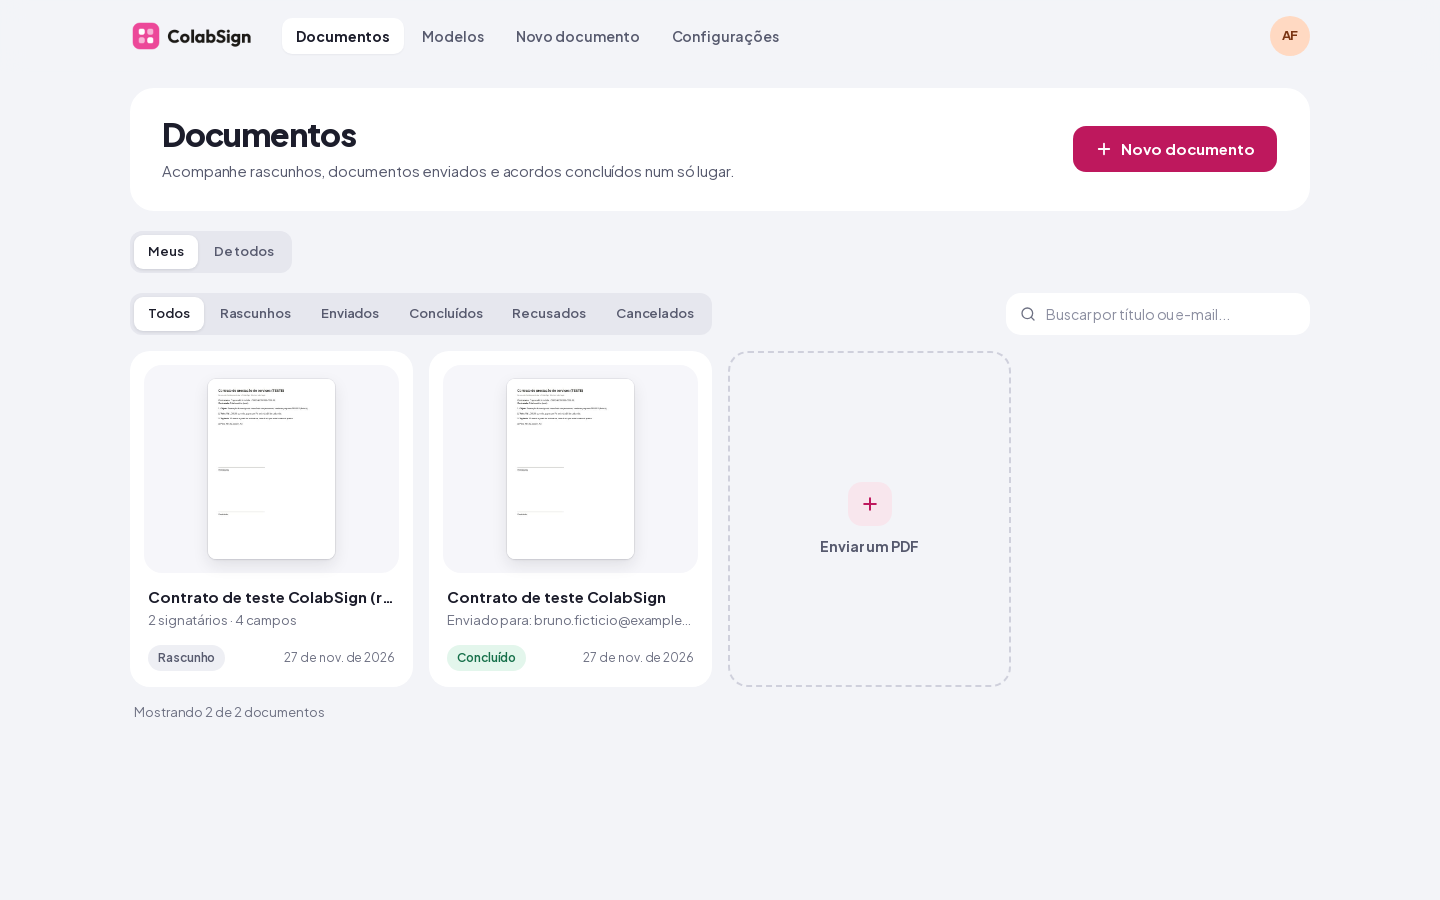 ColabSign
Documentos
Modelos
Novo documento
Configurações
AF
Documentos
Acompanhe rascunhos, documentos enviados e acordos concluídos num só lugar.
Novo documento
Meus
De todos
Todos
Rascunhos
Enviados
Concluídos
Recusados
Cancelados
Buscar por título ou e-mail...
Contrato de teste ColabSign (r...
2 signatários · 4 campos
Rascunho
27 de nov. de 2026
Contrato de teste ColabSign
Enviado para: bruno.ficticio@example...
Concluído
27 de nov. de 2026
Enviar um PDF
Mostrando 2 de 2 documentos